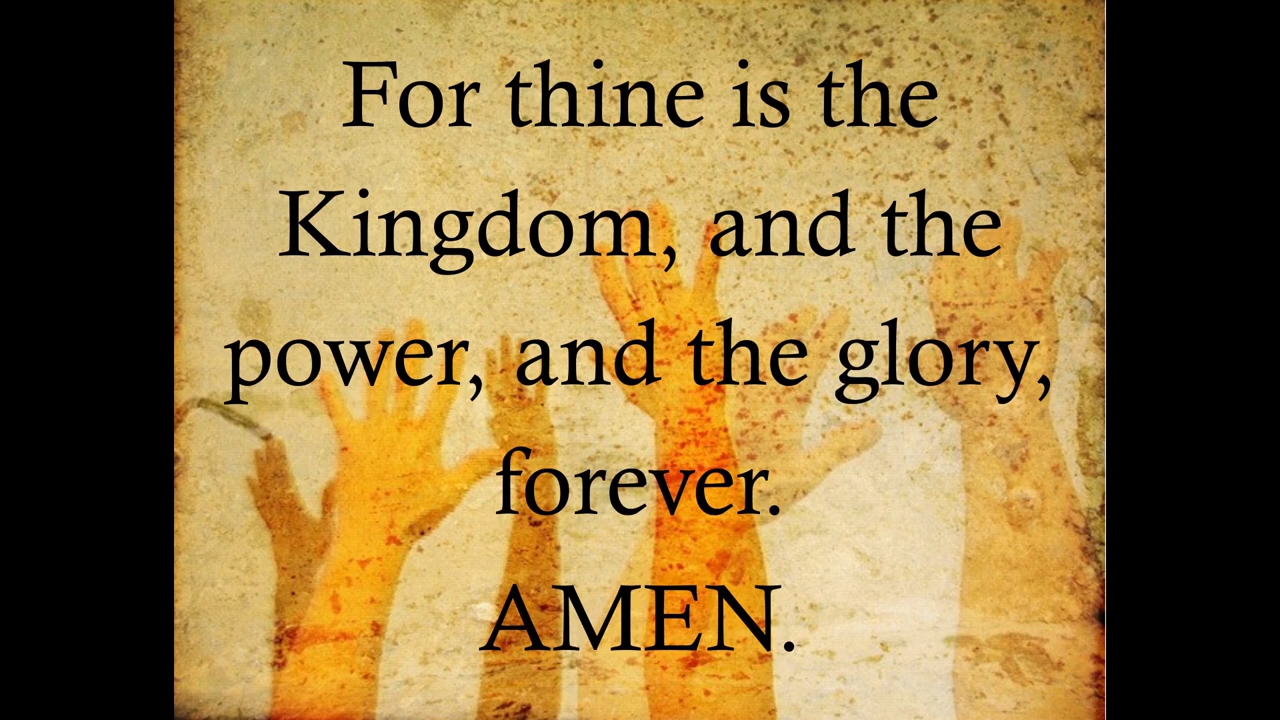 For thine is the
Kingdom, and the
power, and the glory,
forever.
AMEN.